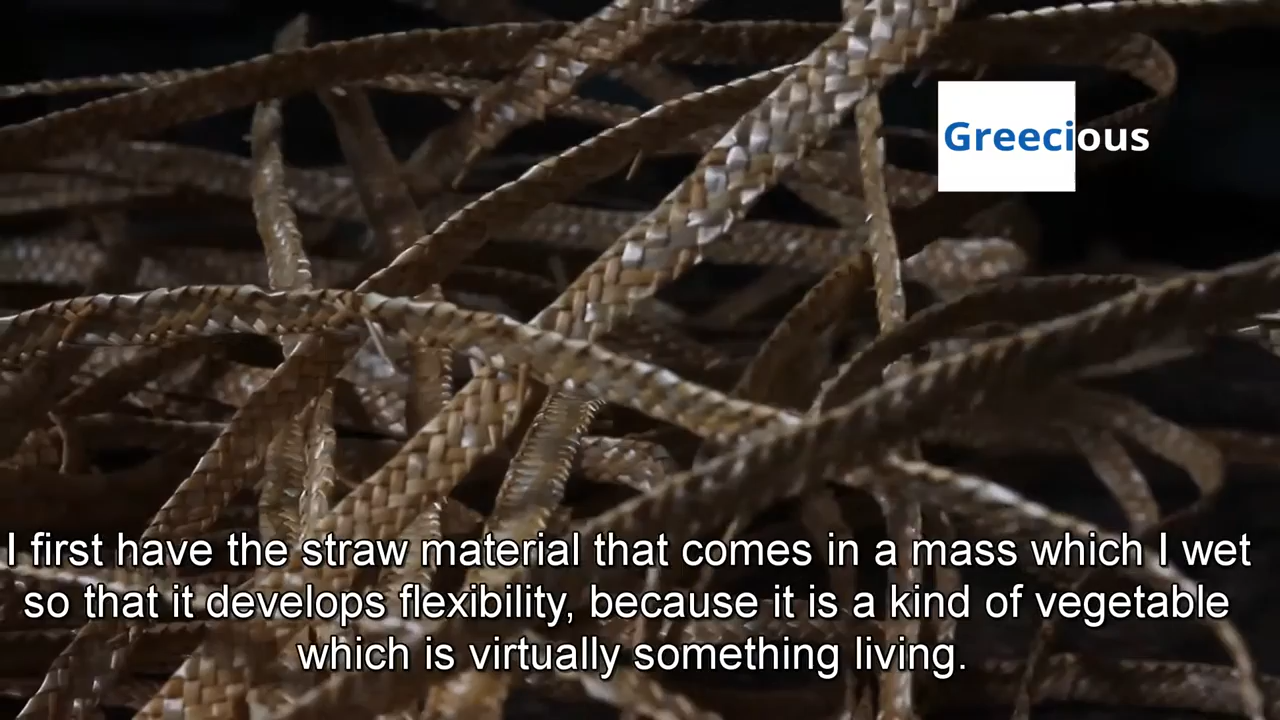 Greecious
I first have the straw material that comes in a mass which I wet
so that it develops flexibility, because it is a kind of vegetable
which is virtually something living.